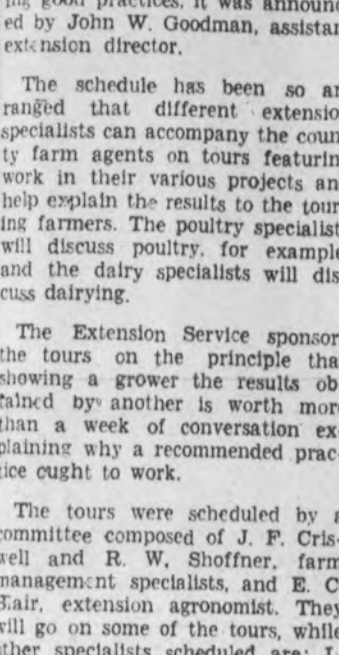 ing good practices, it was announc
ed by John W. Goodman, assistan
extension director.
The schedule has been so ar
ranged that different extensio
specialists can accompany the coun
ty farm agents on tours featurin
work in their various projects an
help explain the results to the tour
ing farmers. The poultry specialist
will discuss poultry, for example
and the dairy specialists will dis
cuss dairying.
The Extension Service sponsor
the tours on the principle tha
showing a grower the results ob
tained by another is worth mor
than a week of conversation ex
plaining why a recommended prac-
tice ought to work.
The tours were scheduled by a
committee composed of J. F. Cris-
well and R. W. Shoffner, farm
management specialists, and E. C
Blair, extension agronomist. They
will go on some of the tours, while
other specialists scheduled are: